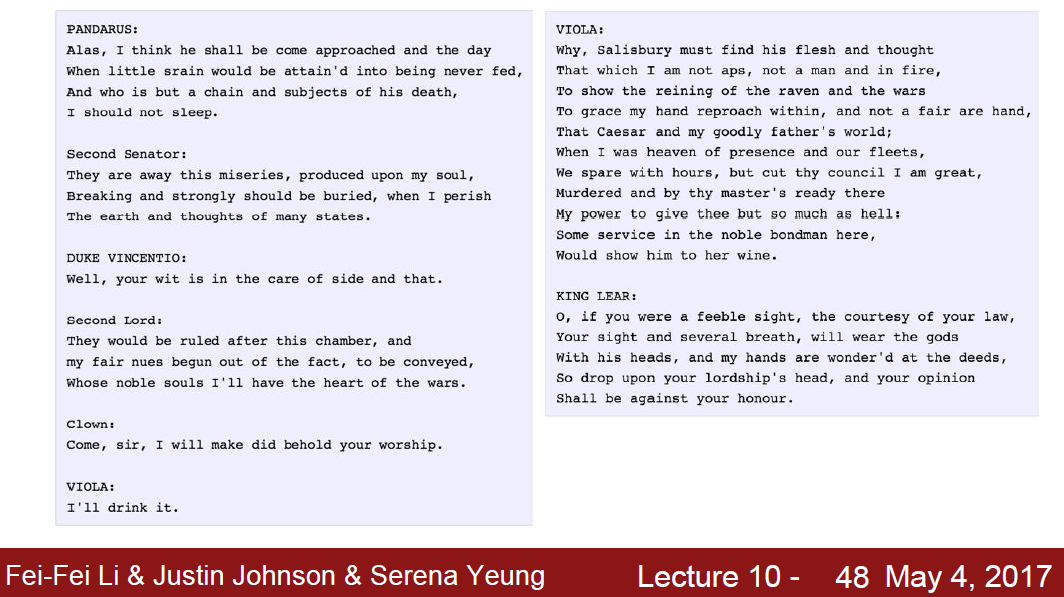 PANDARUS:
Alas, I think he shall be come approached and the day
When little srain would be attain'd into being never fed,
And who is but a chain and subjects of his death,
I should not sleep.
Second Senator:
They are away this miseries, produced upon my soul,
Breaking and strongly should be buried, when I perish
The earth and thoughts of many states.
DUKE VINCENTIO:
Well, your wit is in the care of side and that.
Second Lord:
They would be ruled after this chamber, and
my fair nues begun out of the fact, to be conveyed,
Whose noble souls I'll have the heart of the wars.
Clown:
Come, sir, I will make did behold your worship.
VIOLA:
I'll drink it.
VIOLA:
Why, Salisbury must find his flesh and thought
That which I am not aps, not a man and in fire,
To show the reining of the raven and the wars
To grace my hand reproach within, and not a fair are hand,
That Caesar and my goodly father's world;
When I was heaven of presence and our fleets,
We spare with hours, but cut thy council I am great,
Murdered and by thy master's ready there
My power to give thee but so much as hell:
Some service in the noble bondman here,
Would show him to her wine.
KING LEAR:
O, if you were a feeble sight, the courtesy of your law,
Your sight and several breath, will wear the gods
With his heads, and my hands are wonder'd at the deeds,
So drop upon your lordship's head, and your opinion
Shall be against your honour.
Fei-Fei Li & Justin Johnson & Serena Yeung Lecture 10 - 48 May 4, 2017